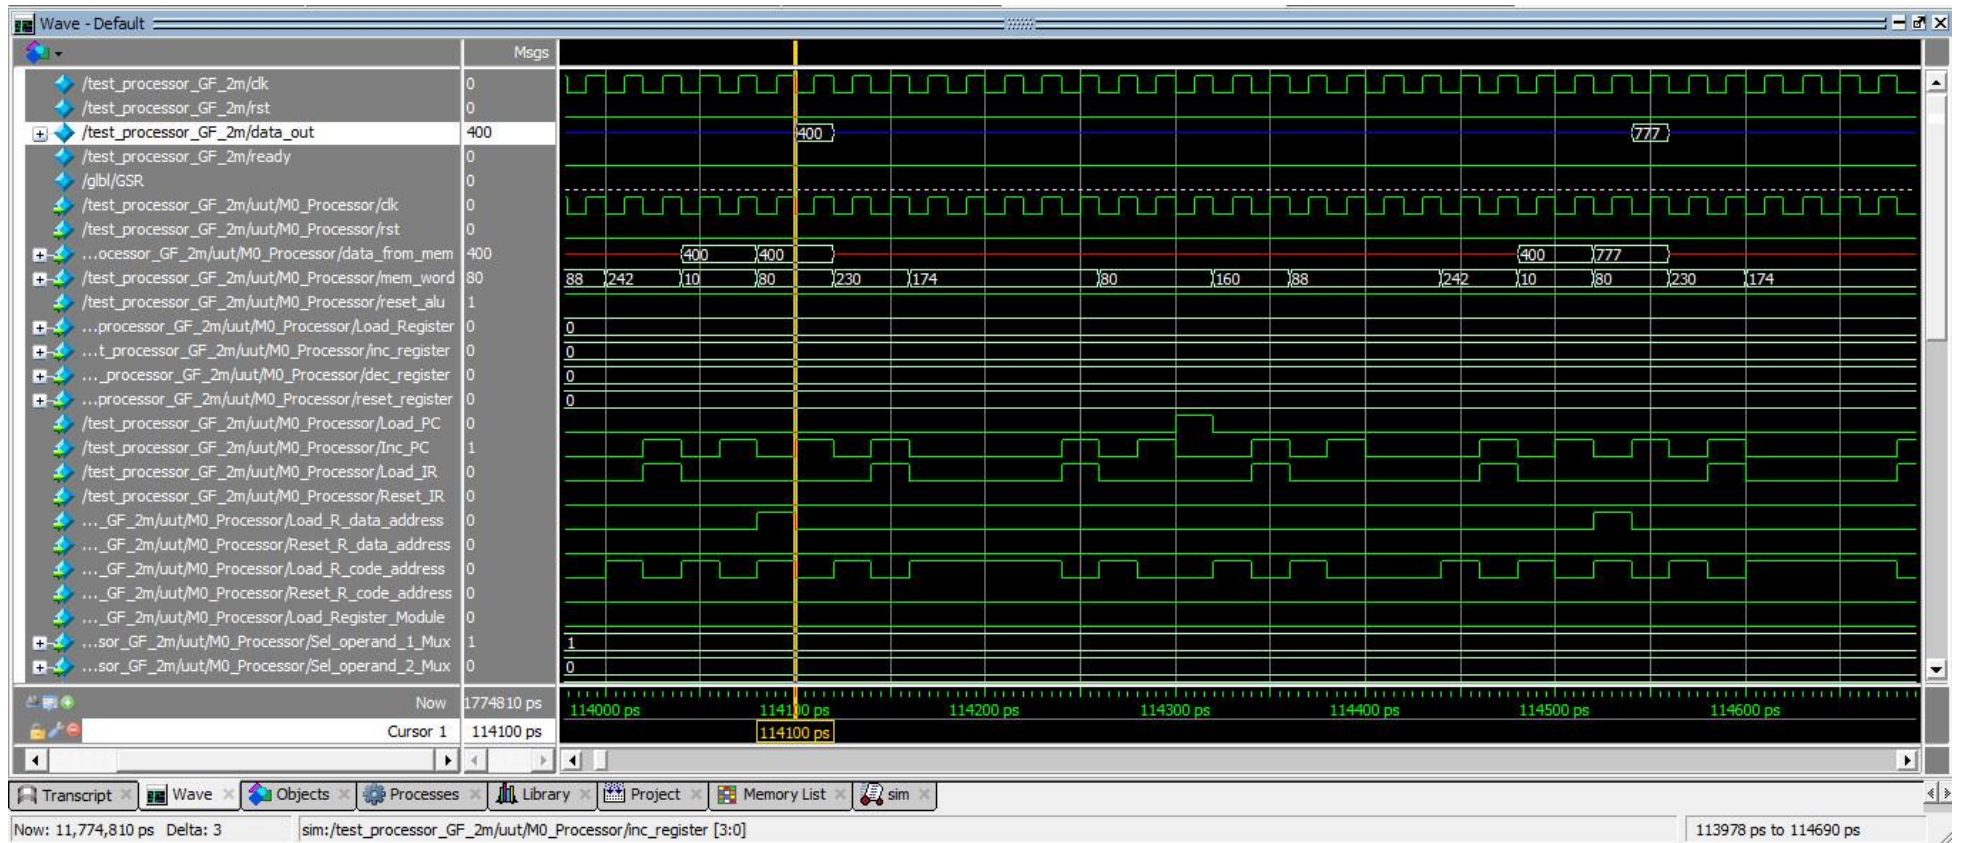 Wave - Default
Msgs
/test_processor_GF_2m/clk 0
/test_processor_GF_2m/rst 0
/test_processor_GF_2m/data_out 400 400 777
/test_processor_GF_2m/ready 0
/glbl/GSR 0
/test_processor_GF_2m/uut/M0_Processor/clk 0
/test_processor_GF_2m/uut/M0_Processor/rst 0
...ocessor_GF_2m/uut/M0_Processor/data_from_mem 400 400 400 400 777
/test_processor_GF_2m/uut/M0_Processor/mem_word 80 88 242 10 80 230 174 80 160 88 242 10 80 230 174
/test_processor_GF_2m/uut/M0_Processor/reset_alu 1
...processor_GF_2m/uut/M0_Processor/Load_Register 0 0
...t_processor_GF_2m/uut/M0_Processor/inc_register 0 0
..._processor_GF_2m/uut/M0_Processor/dec_register 0 0
...processor_GF_2m/uut/M0_Processor/reset_register 0 0
/test_processor_GF_2m/uut/M0_Processor/Load_PC 0
/test_processor_GF_2m/uut/M0_Processor/Inc_PC 1
/test_processor_GF_2m/uut/M0_Processor/Load_IR 0
/test_processor_GF_2m/uut/M0_Processor/Reset_IR 0
..._GF_2m/uut/M0_Processor/Load_R_data_address 0
..._GF_2m/uut/M0_Processor/Reset_R_data_address 0
..._GF_2m/uut/M0_Processor/Load_R_code_address 0
..._GF_2m/uut/M0_Processor/Reset_R_code_address 0
..._GF_2m/uut/M0_Processor/Load_Register_Module 0
...sor_GF_2m/uut/M0_Processor/Sel_operand_1_Mux 1 1
...sor_GF_2m/uut/M0_Processor/Sel_operand_2_Mux 0 0
Now 1774810 ps 114000 ps 114100 ps 114200 ps 114300 ps 114400 ps 114500 ps 114600 ps
Cursor 1 114100 ps 114100 ps
Transcript Wave Objects Processes Library Project Memory List sim
Now: 11,774,810 ps Delta: 3 sim:/test_processor_GF_2m/uut/M0_Processor/inc_register [3:0] 113978 ps to 114690 ps